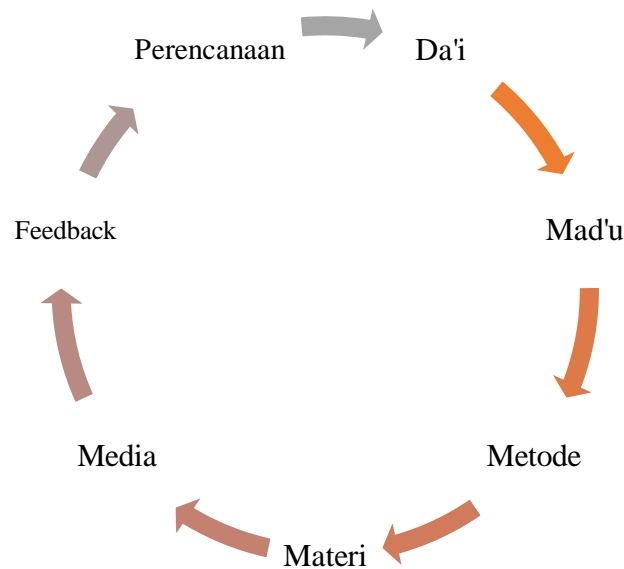 Perencanaan
Da'i
Mad'u
Metode
Materi
Media
Feedback